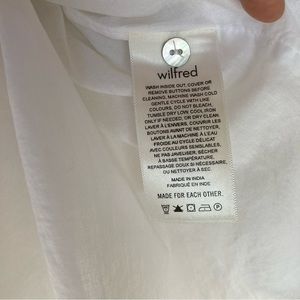 wilfred
WASH INSIDE OUT, COVER OR
REMOVE BUTTONS BEFORE
CLEANING, MACHINE WASH COLD
GENTLE CYCLE WITH LIKE
COLOURS, DO NOT BLEACH,
TUMBLE DRY LOW, COOL IRON
ONLY IF NEEDED, OR DRY CLEAN.
LAVER À L'ENVERS, COUVRIR LES
BOUTONS AVANT DE NETTOYER,
LAVER À LA MACHINE À L'EAU
FROIDE AU CYCLE DÉLICAT
AVEC COULEURS SEMBLABLES,
NE PAS JAVELISER, SÉCHER
À BASSE TEMPÉRATURE,
REPASSAGE DOUX SI NÉCESSAIRE,
OU NETTOYER À SEC.
MADE IN INDIA
FABRIQUÉ EN INDE
MADE FOR EACH OTHER.